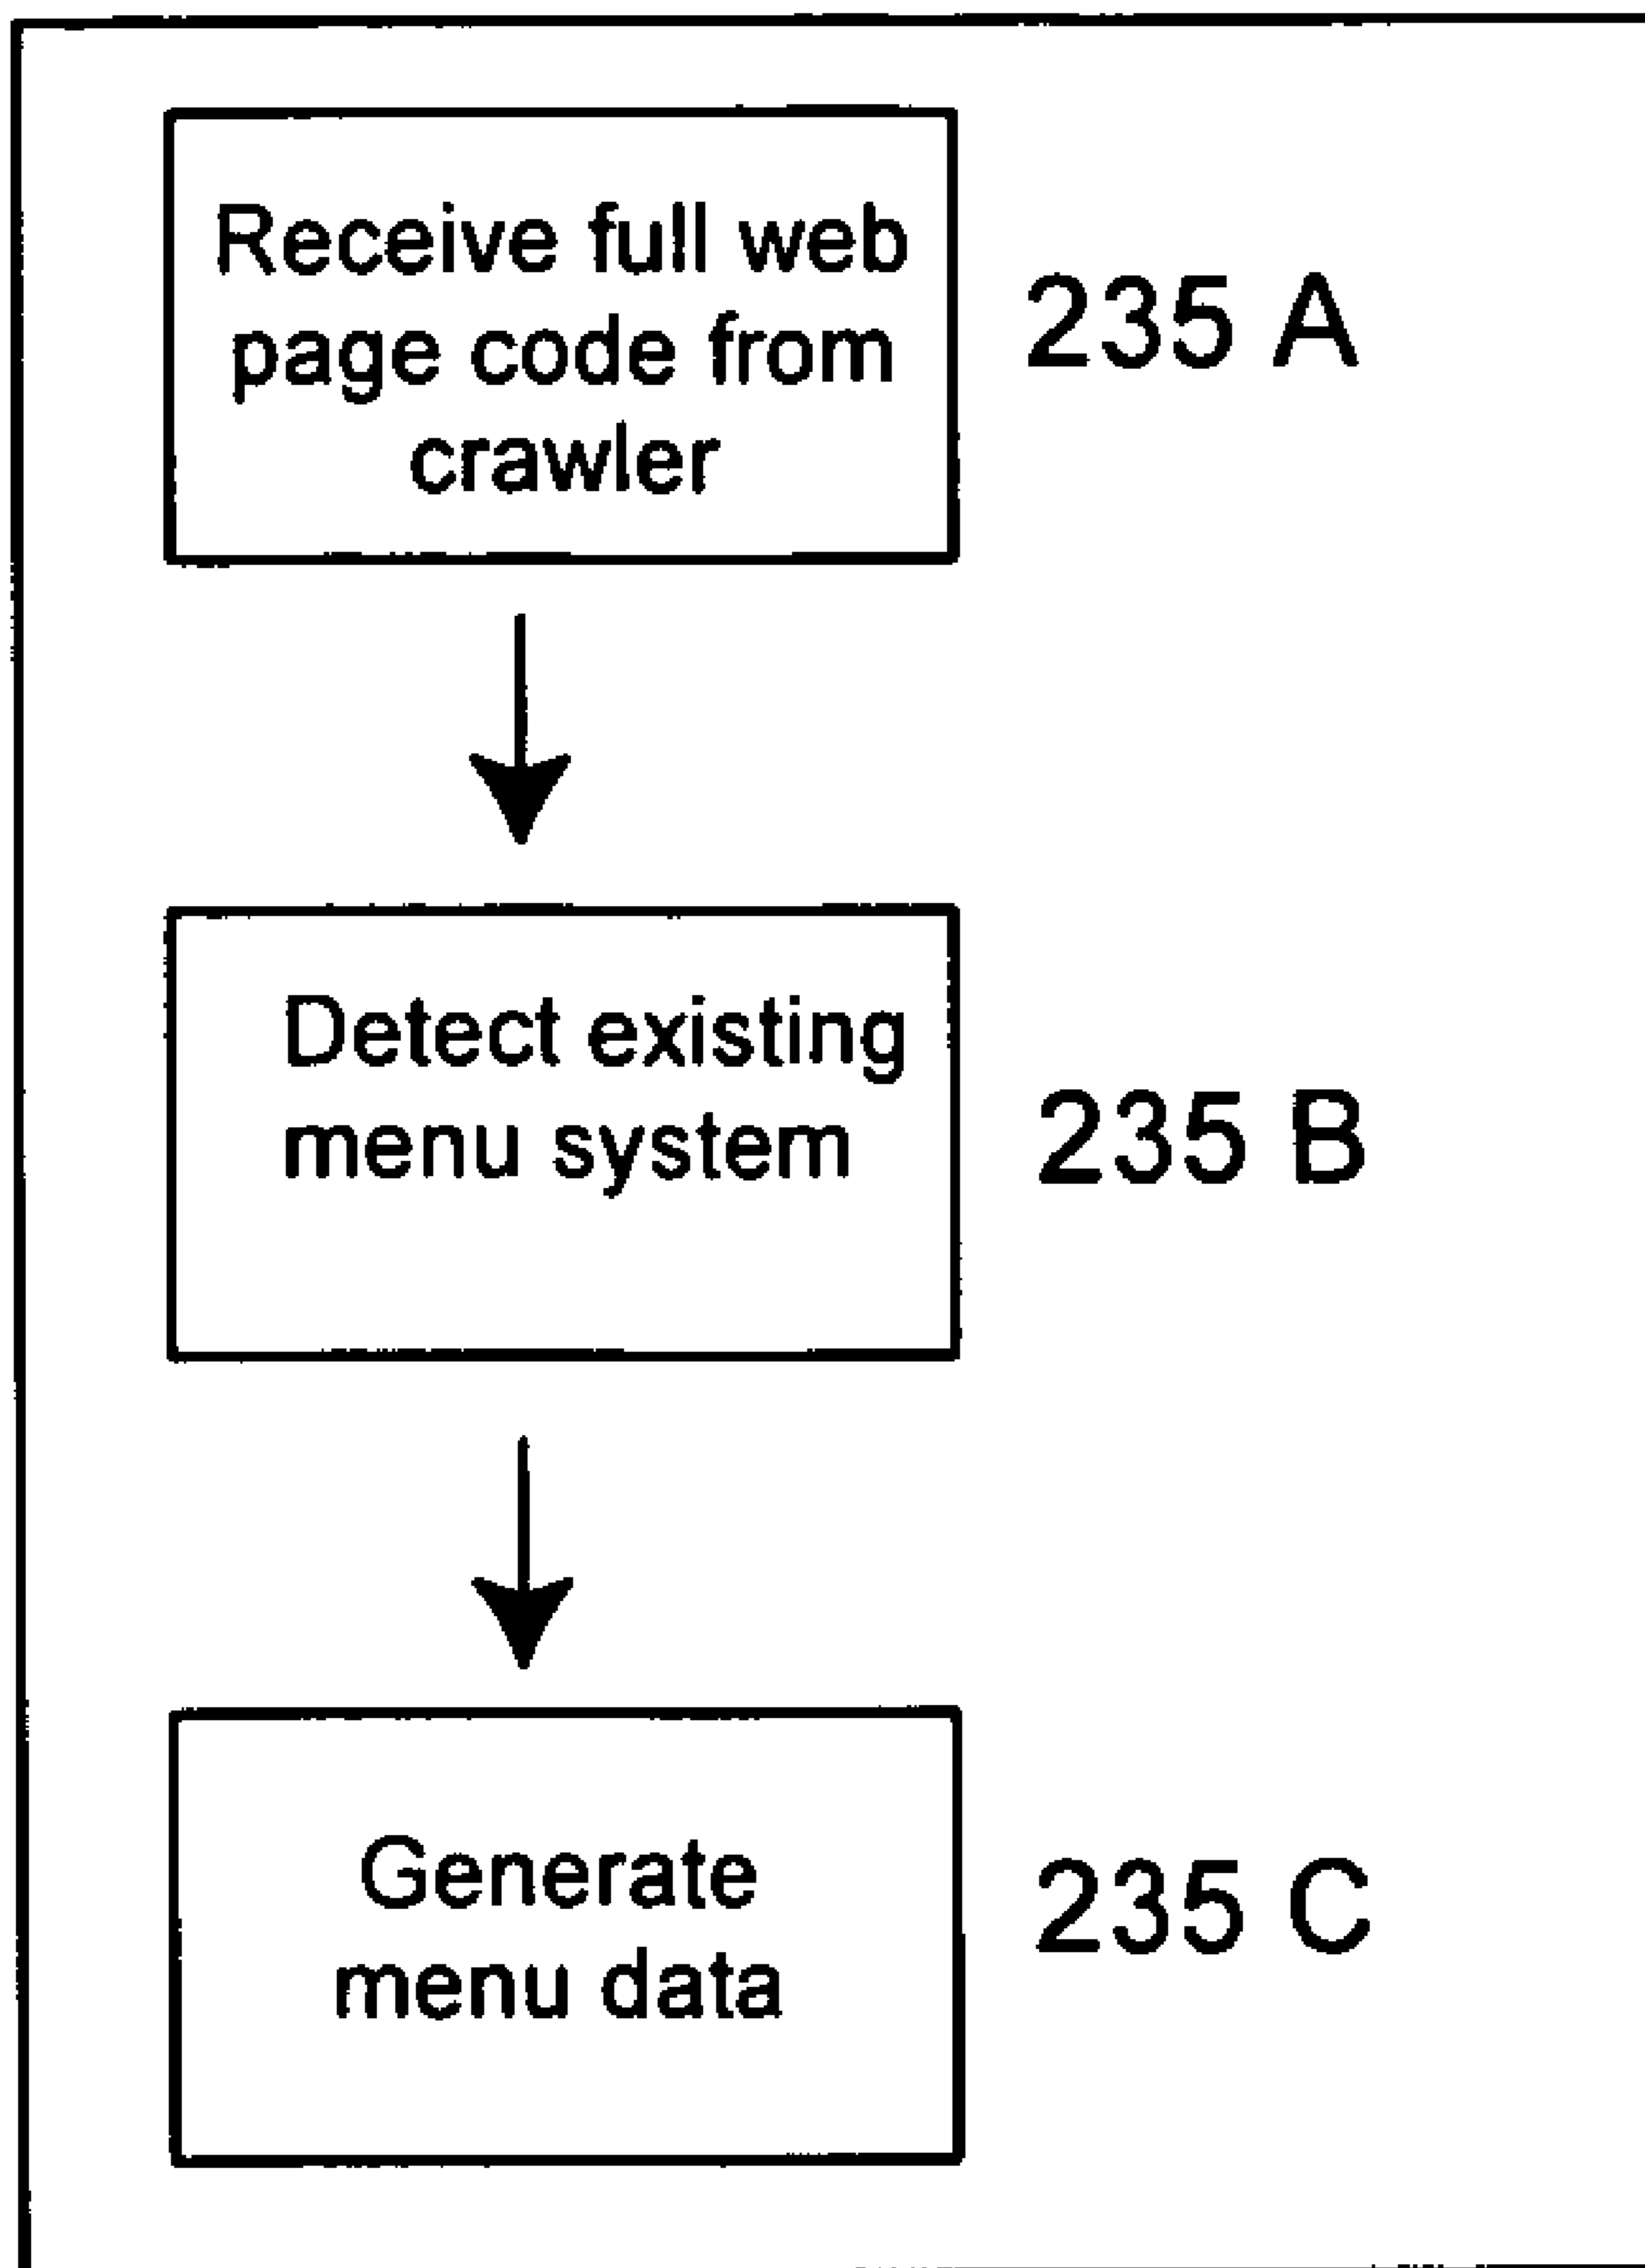 Receive full web
page code from
crawler
235 A
Detect existing
menu system
235 B
Generate
menu data
235 C